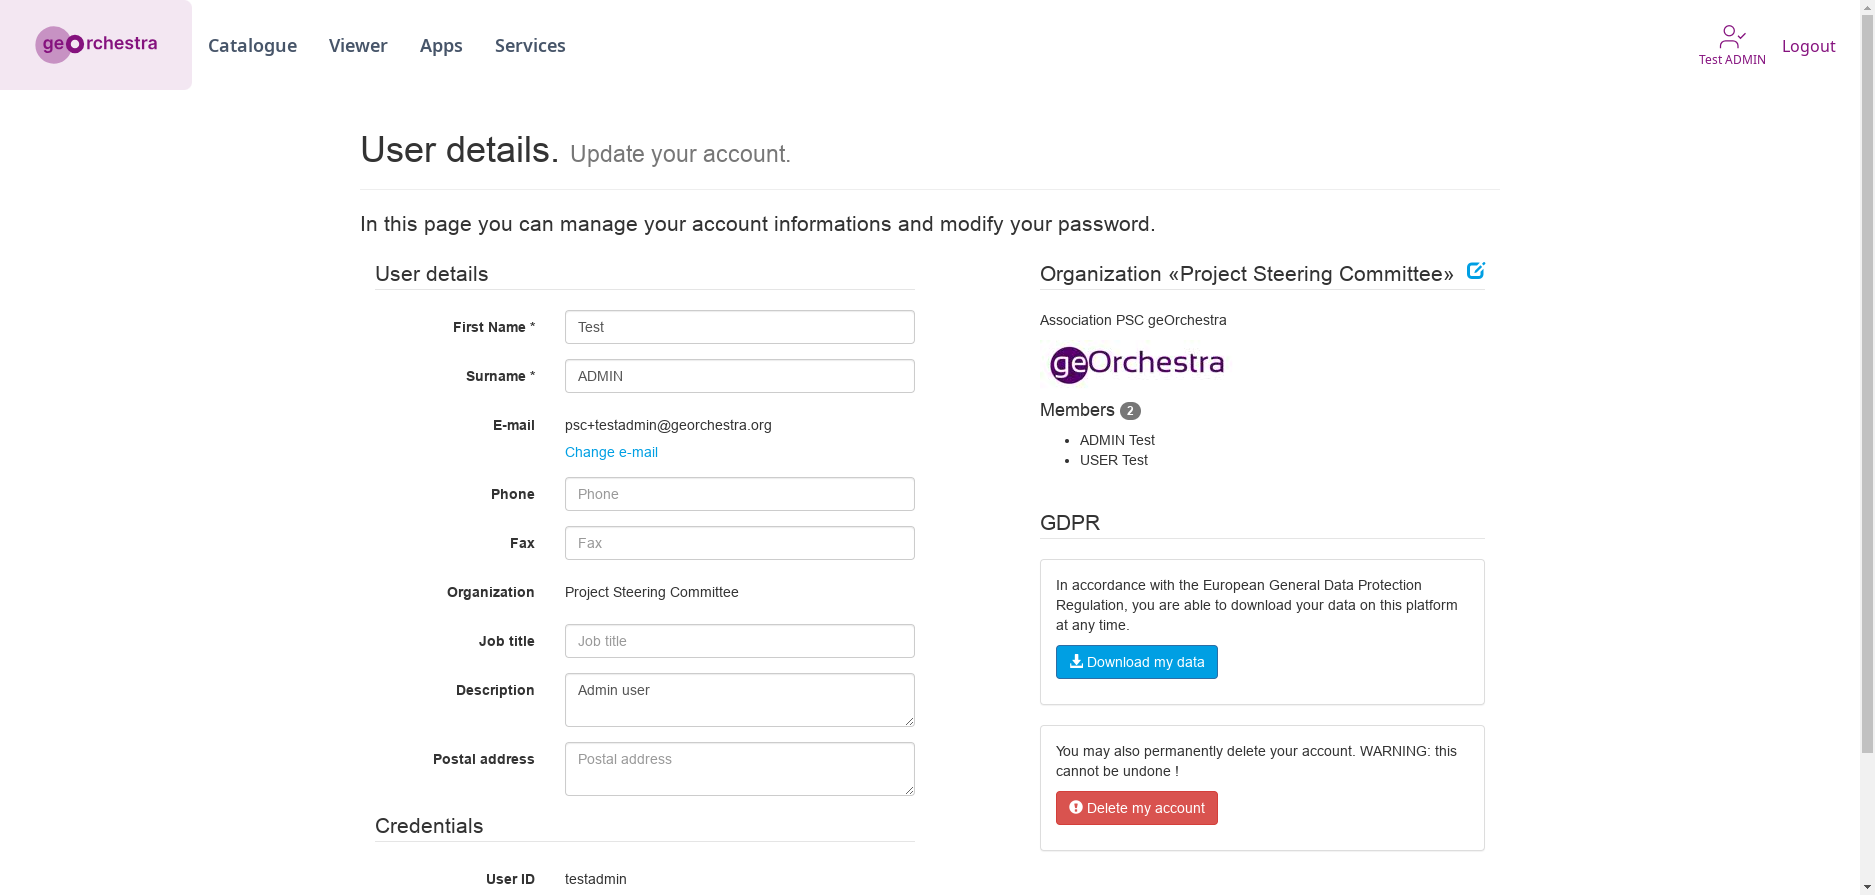 geOrchestra
Catalogue
Viewer
Apps
Services
Test ADMIN
Logout
User details. Update your account.
In this page you can manage your account informations and modify your password.
User details
First Name *
Test
Surname *
ADMIN
E-mail
psc+testadmin@georchestra.org
Change e-mail
Phone
Phone
Fax
Fax
Organization
Project Steering Committee
Job title
Job title
Description
Admin user
Postal address
Postal address
Credentials
User ID
testadmin
Organization «Project Steering Committee»
Association PSC geOrchestra
geOrchestra
Members 2
• ADMIN Test
• USER Test
GDPR
In accordance with the European General Data Protection
Regulation, you are able to download your data on this platform
at any time.
Download my data
You may also permanently delete your account. WARNING: this
cannot be undone !
Delete my account